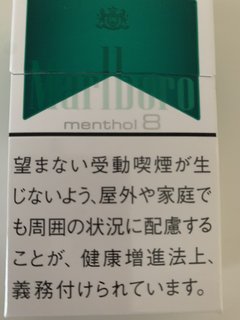 Marlboro
menthol 8
望まない受動喫煙が生
じないよう、屋外や家庭で
も周囲の状況に配慮する
ことが、健康増進法上、
義務付けられています。